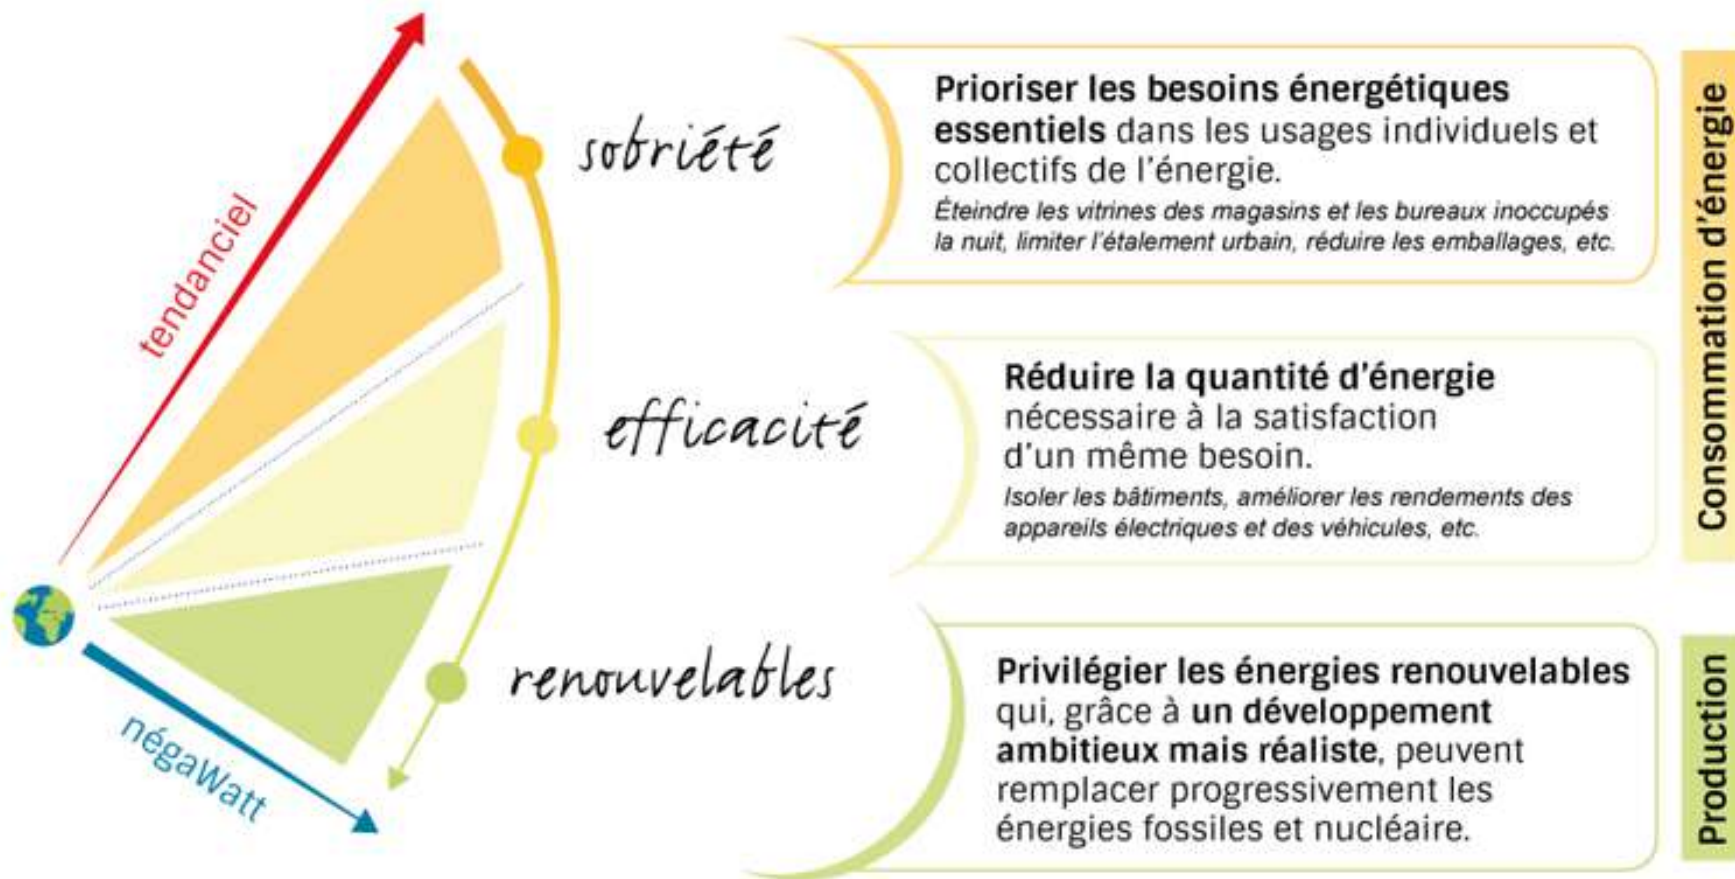 tendanciel
sobriété
Prioriser les besoins énergétiques
essentiels dans les usages individuels et
collectifs de l'énergie.
Éteindre les vitrines des magasins et les bureaux inoccupés
la nuit, limiter l'étalement urbain, réduire les emballages, etc.
efficacité
Réduire la quantité d'énergie
nécessaire à la satisfaction
d'un même besoin.
Isoler les bâtiments, améliorer les rendements des
appareils électriques et des véhicules, etc.
Consommation d'énergie
négaWatt
renouvelables
Privilégier les énergies renouvelables
qui, grâce à un développement
ambitieux mais réaliste, peuvent
remplacer progressivement les
énergies fossiles et nucléaire.
Production